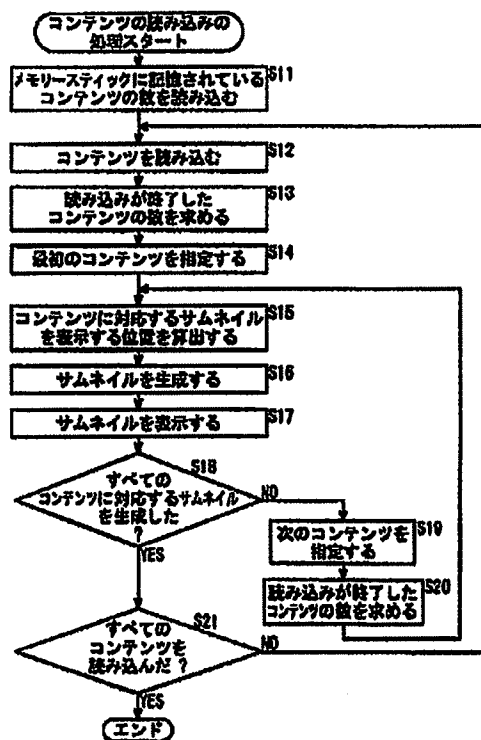 コンテンツの読み込みの
処理スタート
メモリースティックに記憶されている
コンテンツの数を読み込む
S11
コンテンツを読み込む
S12
読み込みが終了した
コンテンツの数を求める
S13
最初のコンテンツを指定する
S14
コンテンツに対応するサムネイル
を表示する位置を算出する
S15
サムネイルを生成する
S16
サムネイルを表示する
S17
すべての
コンテンツに対応するサムネイル
を生成した
?
S18
NO
YES
次のコンテンツを
指定する
S19
読み込みが終了した
コンテンツの数を求める
S20
すべての
コンテンツを
読み込んだ ?
S21
NO
YES
エンド